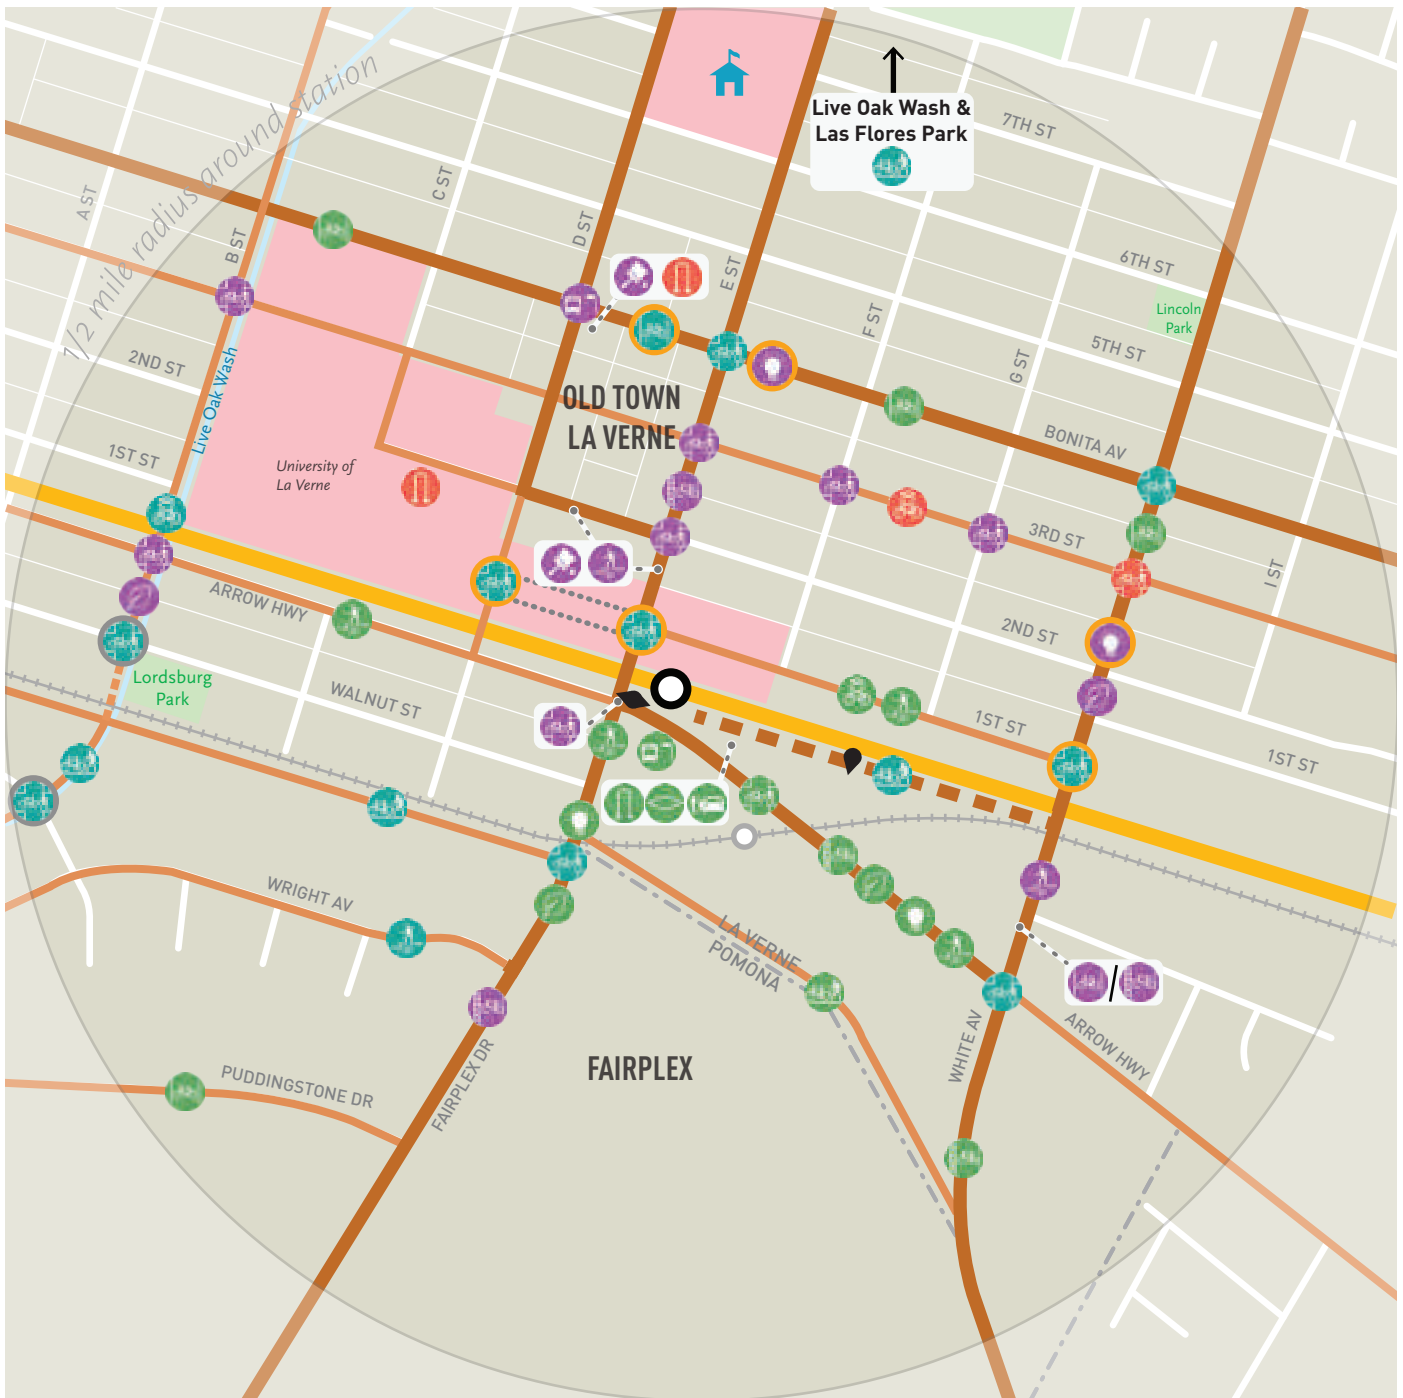 Live Oak Wash &
Las Flores Park
1/2 mile radius around station
7TH ST
A ST
C ST
D ST
B ST
E ST
6TH ST
Lincoln
Park
F ST
5TH ST
2ND ST
G ST
Live Oak Wash
OLD TOWN
LA VERNE
BONITA AV
1ST ST
University of
La Verne
3RD ST
I ST
ARROW HWY
2ND ST
Lordsburg
Park
WALNUT ST
1ST ST
1ST ST
WRIGHT AV
LA VERNE
POMONA
WHITE AV
ARROW HWY
FAIRPLEX
PUDDINGSTONE DR
FAIRPLEX DR